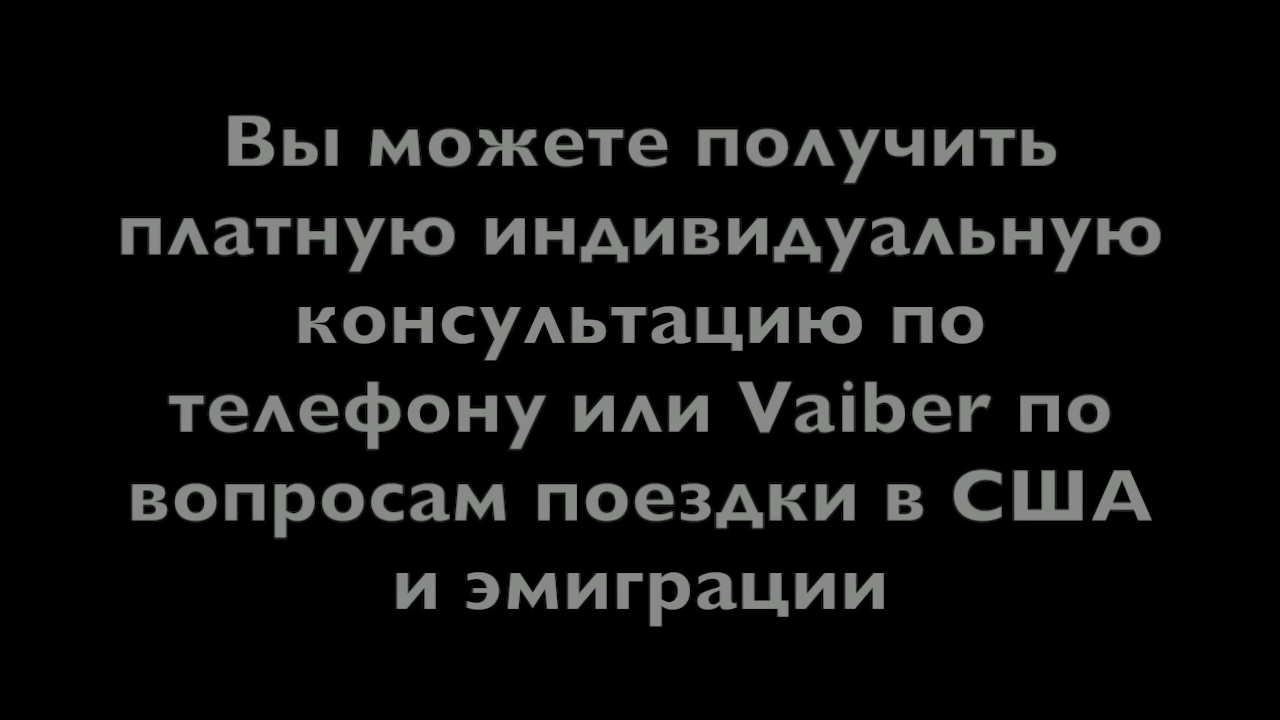 Вы можете получить
платную индивидуальную
консультацию по
телефону или Vaiber по
вопросам поездки в США
и эмиграции